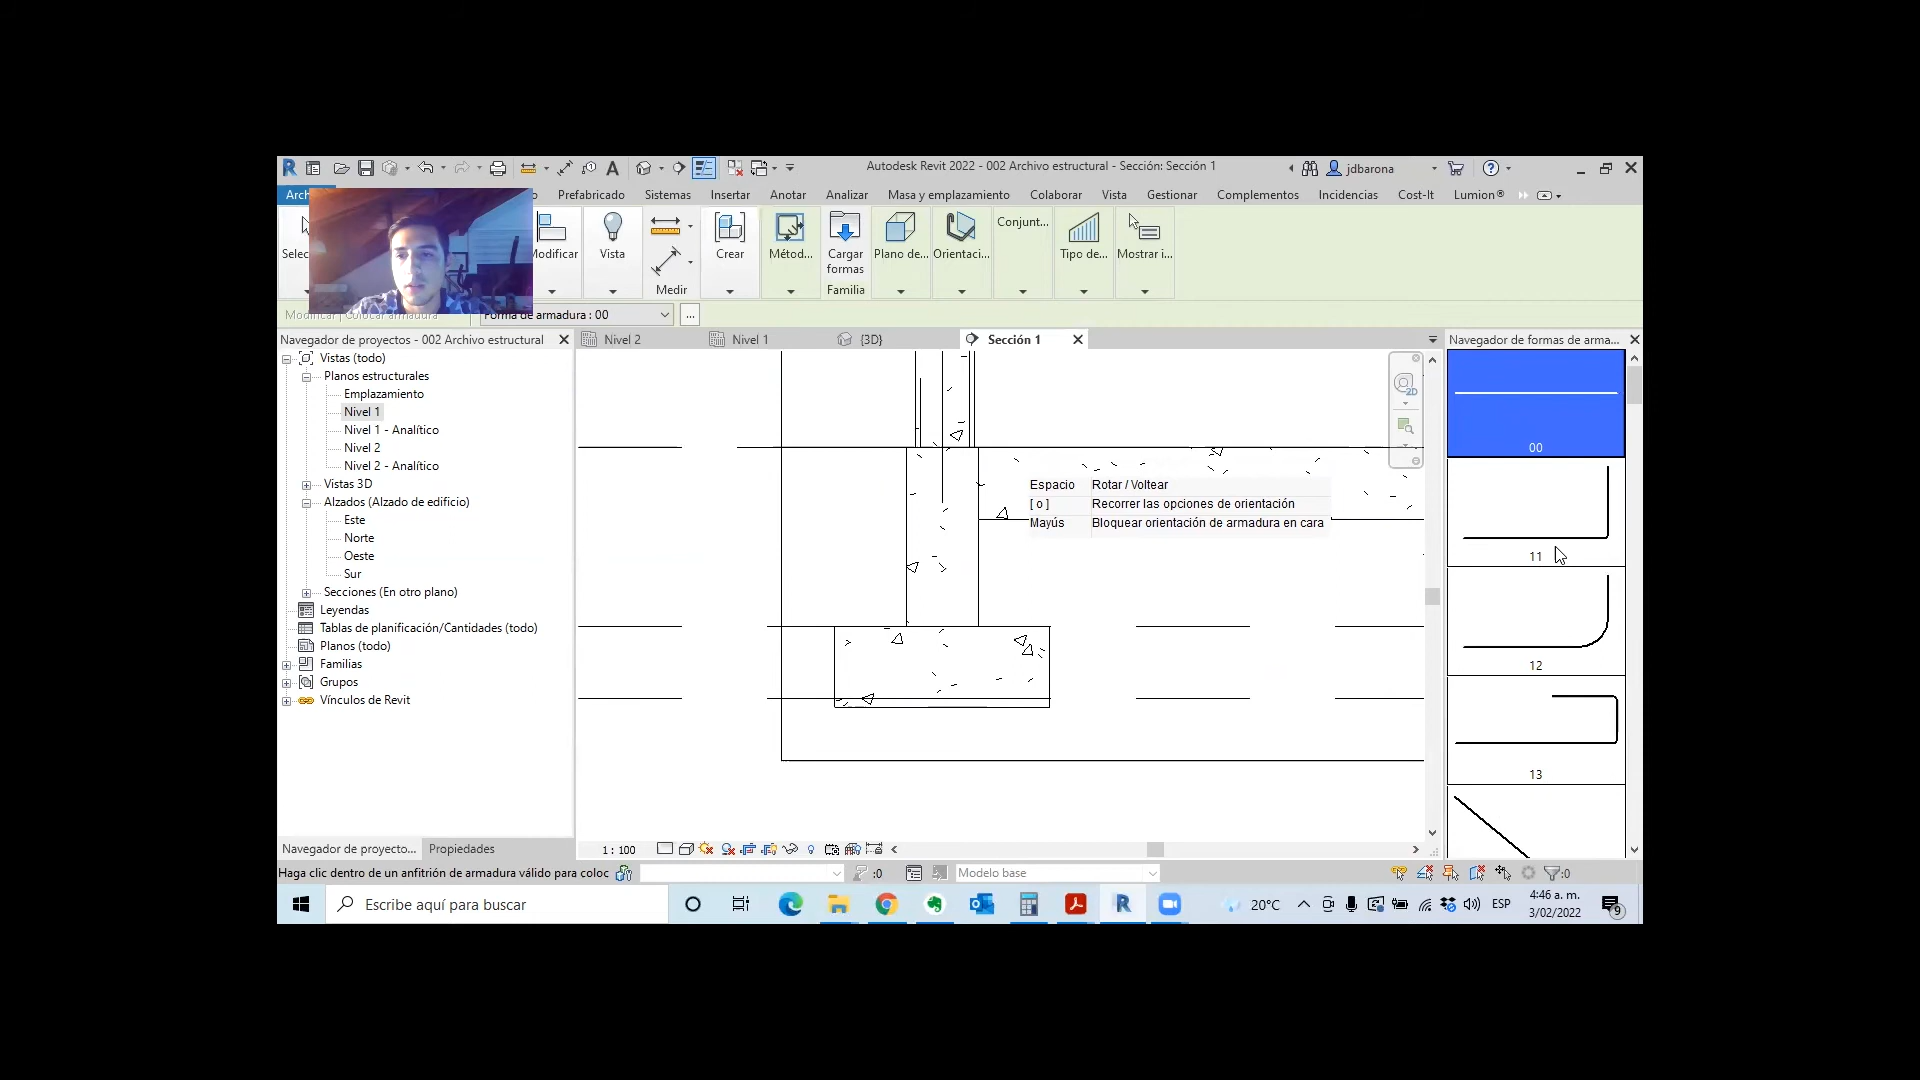 Autodesk Revit 2022 - 002 Archivo estructural - Sección: Sección 1
jdbarona
Arch
Prefabricado
Sistemas
Insertar
Anotar
Analizar
Masa y emplazamiento
Colaborar
Vista
Gestionar
Complementos
Incidencias
Cost-It
Lumion®
Selec
Modificar
Vista
Medir
Crear
Métod...
Cargar
formas
Familia
Plano de...
Orientaci...
Conjunt...
Tipo de...
Mostrar i...
Modificar | Colocar armadura
Forma de armadura : 00
...
Navegador de proyectos - 002 Archivo estructural
Nivel 2
Nivel 1
{3D}
Sección 1
Navegador de formas de arma...
Vistas (todo)
Planos estructurales
Emplazamiento
Nivel 1
Nivel 1 - Analítico
Nivel 2
Nivel 2 - Analítico
Vistas 3D
Alzados (Alzado de edificio)
Este
Norte
Oeste
Sur
Secciones (En otro plano)
Leyendas
Tablas de planificación/Cantidades (todo)
Planos (todo)
Familias
Grupos
Vínculos de Revit
Espacio Rotar / Voltear
[ o ] Recorrer las opciones de orientación
Mayús Bloquear orientación de armadura en cara
2D
00
11
12
13
Navegador de proyecto...
Propiedades
1 : 100
Haga clic dentro de un anfitrión de armadura válido para coloc
:0
Modelo base
:0
Escribe aquí para buscar
20°C
ESP
4:46 a. m.
3/02/2022
9